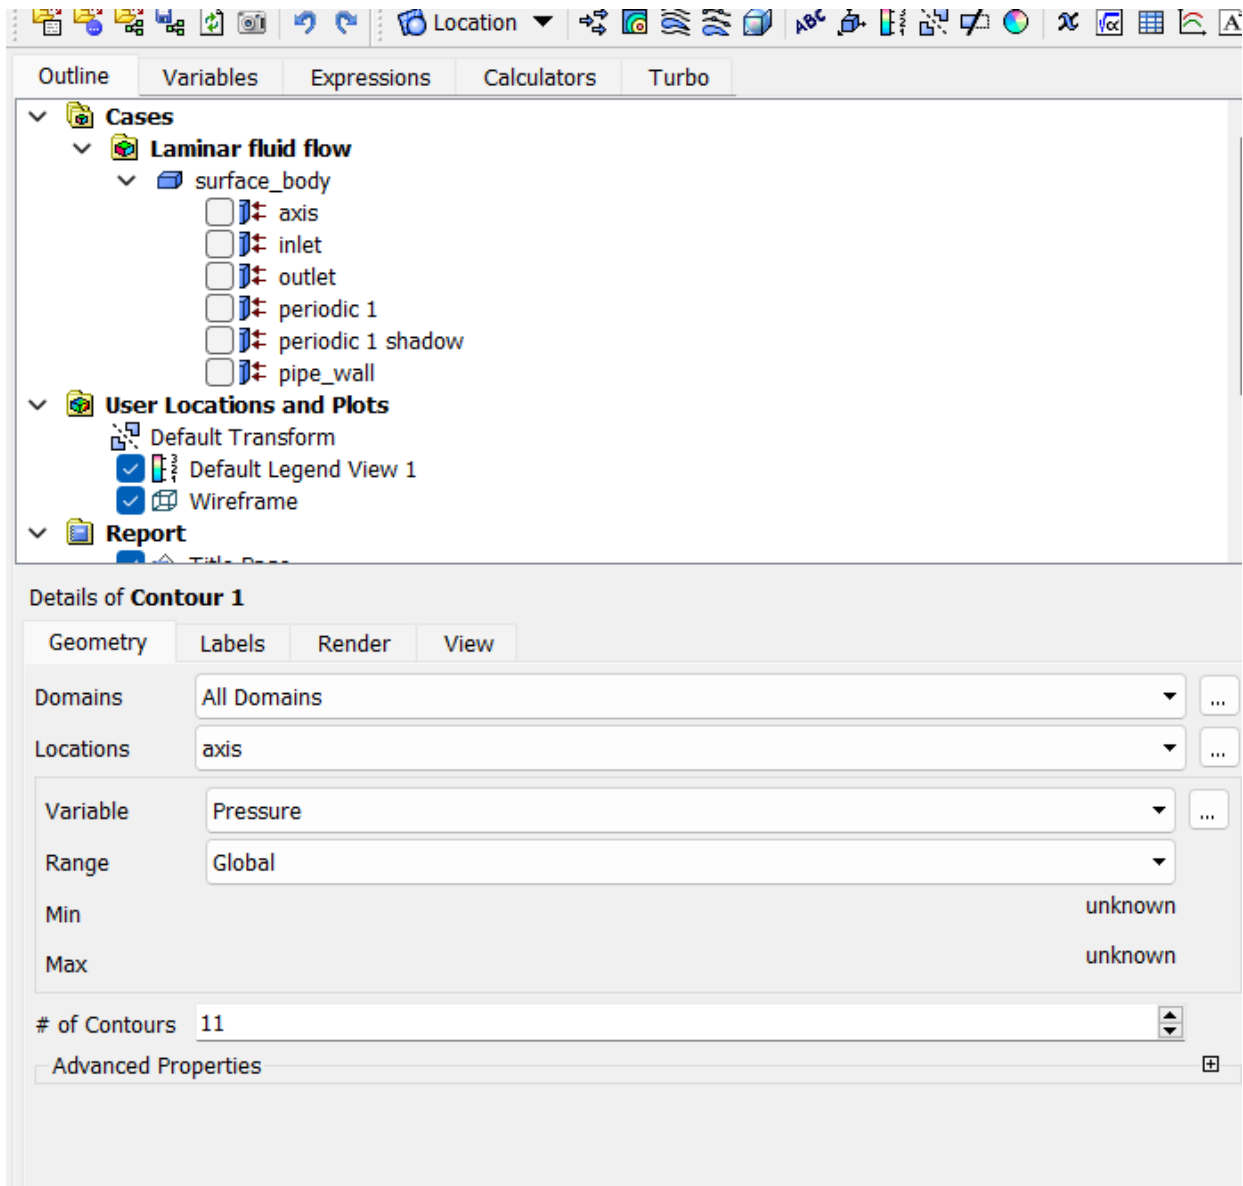 Location
ABC
Outline Variables Expressions Calculators Turbo
Cases
Laminar fluid flow
surface_body
axis
inlet
outlet
periodic 1
periodic 1 shadow
pipe_wall
User Locations and Plots
Default Transform
Default Legend View 1
Wireframe
Report
Title Page
Details of Contour 1
Geometry Labels Render View
Domains All Domains ...
Locations axis ...
Variable Pressure ...
Range Global
Min unknown
Max unknown
# of Contours 11
Advanced Properties